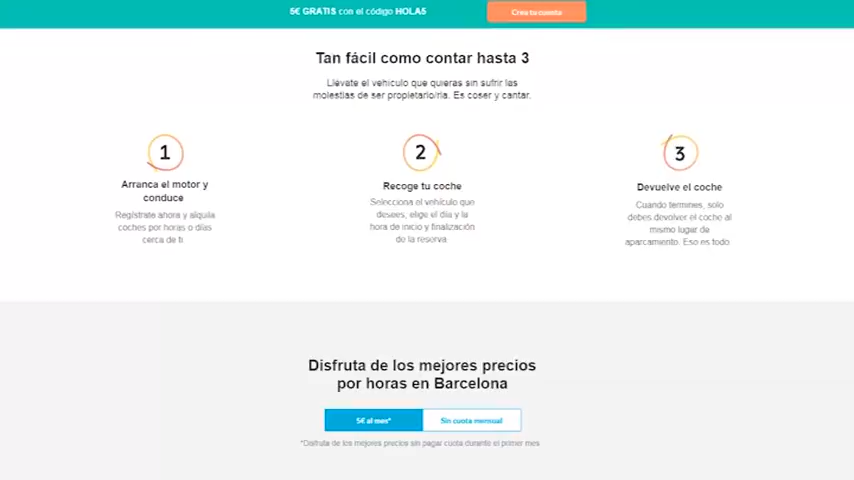 5€ GRATIS con el código HOLA5
Crea tu cuenta
Tan fácil como contar hasta 3
Llévate el vehículo que quieras sin sufrir las
molestias de ser propietario/ria. Es coser y cantar.
1
Arranca el motor y
conduce
Regístrate ahora y alquila
coches por horas o días
cerca de ti
2
Recoge tu coche
Selecciona el vehículo que
desees, elige el día y la
hora de inicio y finalización
de la reserva
3
Devuelve el coche
Cuando termines, solo
debes devolver el coche al
mismo lugar de
aparcamiento. Eso es todo
Disfruta de los mejores precios
por horas en Barcelona
5€ al mes*
Sin cuota mensual
*Disfruta de los mejores precios sin pagar cuota durante el primer mes